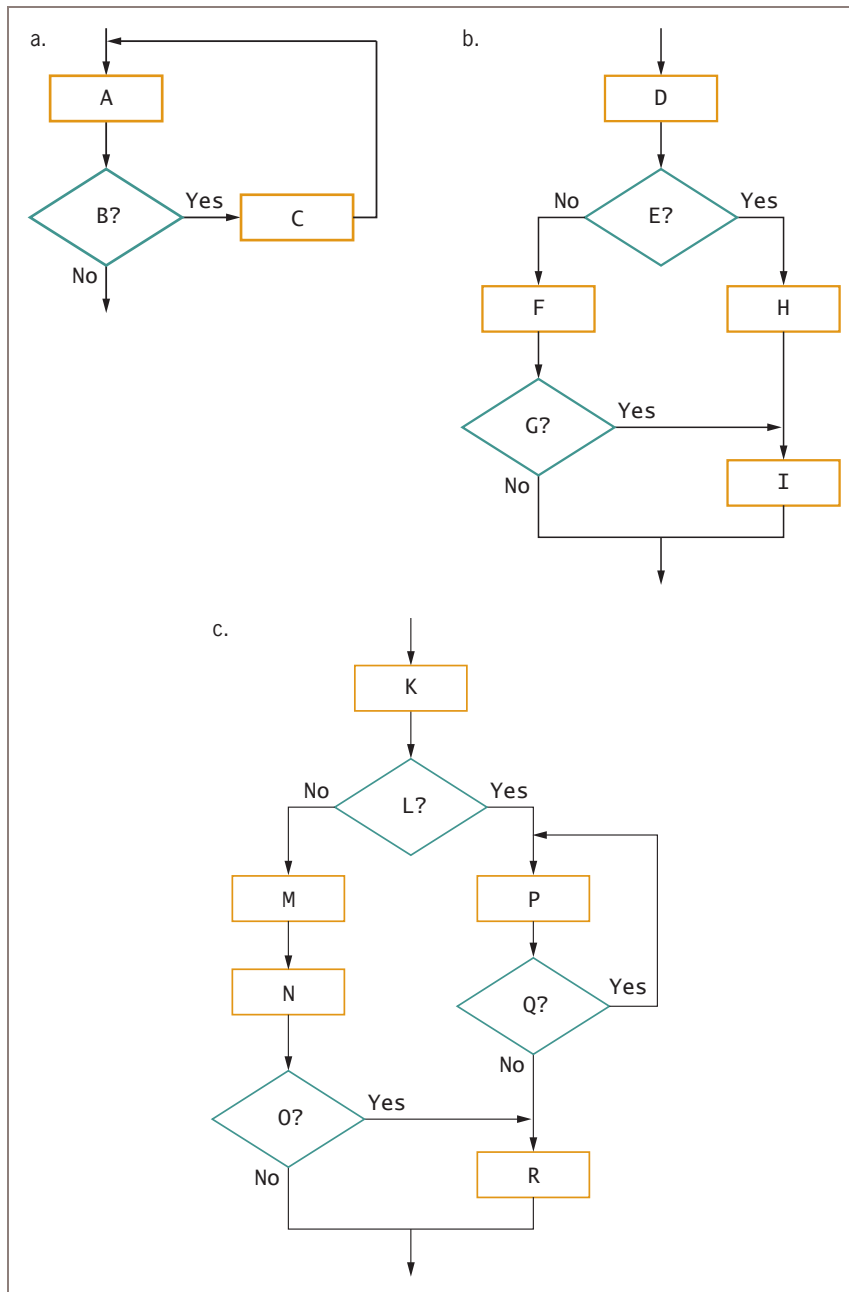 a.
A
B?
Yes
C
No
b.
D
No
E?
Yes
F
H
G?
Yes
No
I
c.
K
No
L?
Yes
M
P
N
Q?
Yes
No
O?
Yes
No
R